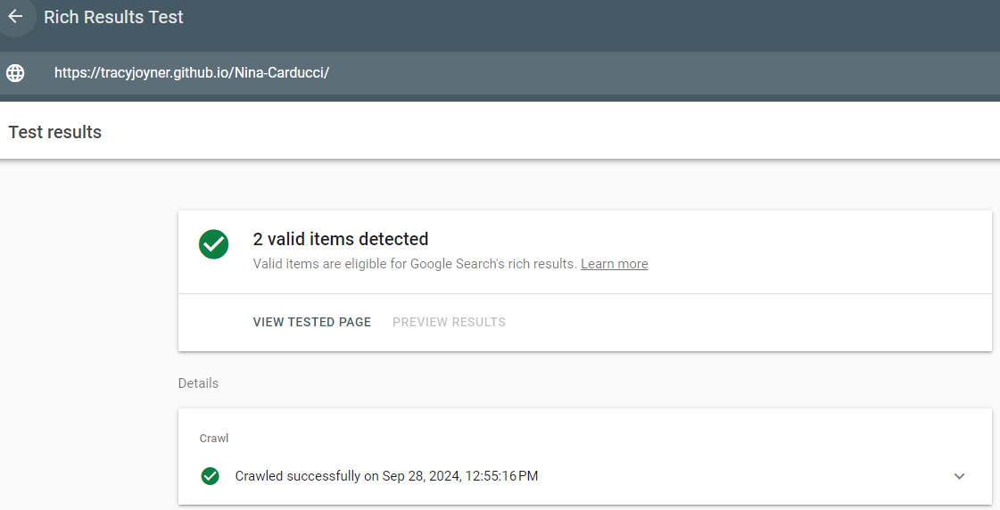 Rich Results Test
https://tracyjoyner.github.io/Nina-Carducci/
Test results
2 valid items detected
Valid items are eligible for Google Search's rich results. Learn more
VIEW TESTED PAGE PREVIEW RESULTS
Details
Crawl
Crawled successfully on Sep 28, 2024, 12:55:16 PM